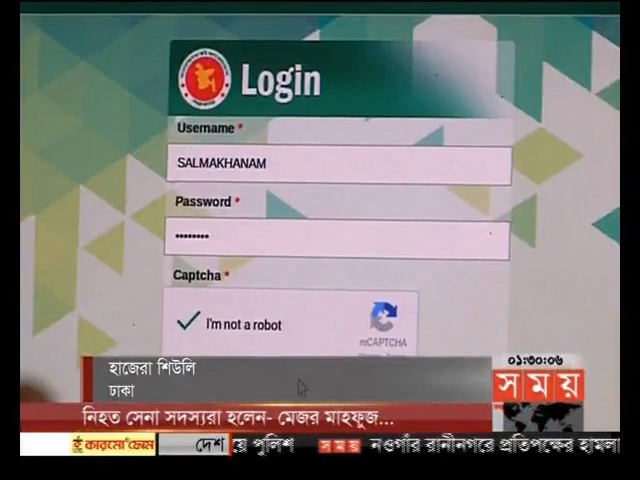 Login
Username *
SALMAKHANAM
Password *
••••••••
Captcha *
I'm not a robot
reCAPTCHA
হাজেরা শিউলি
ঢাকা
০১:৩০:০৬
সময়
নিহত সেনা সদস্যরা হলেন- মেজর মাহফুজ...
দেশ
য়ে পুলিশ সময় নওগাঁর রানীনগরে প্রতিপক্ষের হামলা